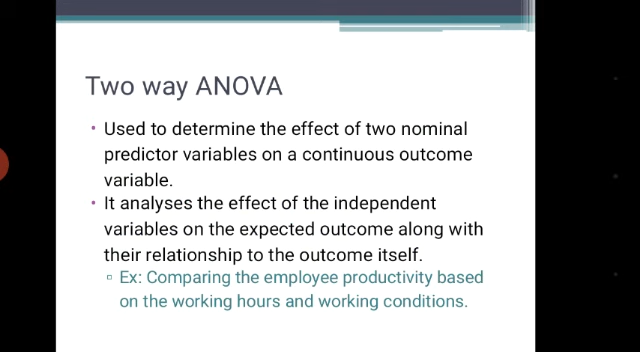 Two way ANOVA
• Used to determine the effect of two nominal
predictor variables on a continuous outcome
variable.
• It analyses the effect of the independent
variables on the expected outcome along with
their relationship to the outcome itself.
▫ Ex: Comparing the employee productivity based
on the working hours and working conditions.